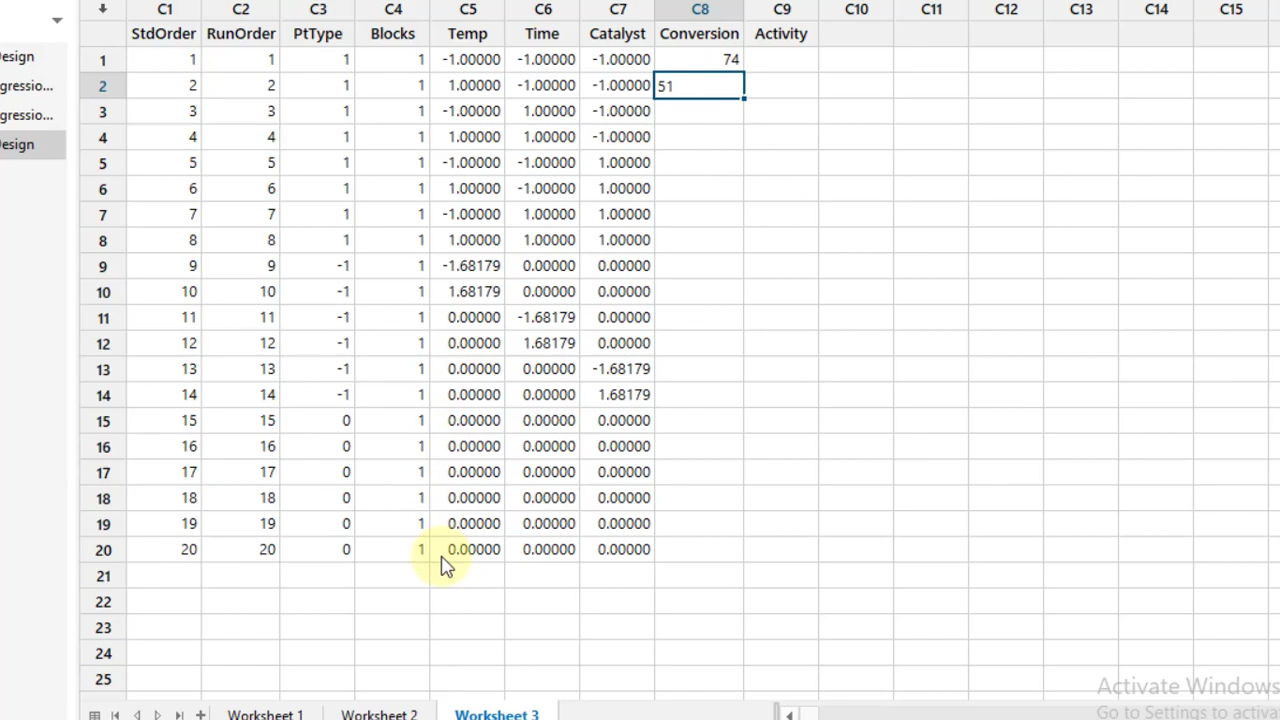 C1 C2 C3 C4 C5 C6 C7 C8 C9 C10 C11 C12 C13 C14 C15
StdOrder RunOrder PtType Blocks Temp Time Catalyst Conversion Activity
esign
gressio...
gressio...
esign
1 1 1 1 1 -1.00000 -1.00000 -1.00000 74
2 2 2 1 1 1.00000 -1.00000 -1.00000 51
3 3 3 1 1 -1.00000 1.00000 -1.00000
4 4 4 1 1 1.00000 1.00000 -1.00000
5 5 5 1 1 -1.00000 -1.00000 1.00000
6 6 6 1 1 1.00000 -1.00000 1.00000
7 7 7 1 1 -1.00000 1.00000 1.00000
8 8 8 1 1 1.00000 1.00000 1.00000
9 9 9 -1 1 -1.68179 0.00000 0.00000
10 10 10 -1 1 1.68179 0.00000 0.00000
11 11 11 -1 1 0.00000 -1.68179 0.00000
12 12 12 -1 1 0.00000 1.68179 0.00000
13 13 13 -1 1 0.00000 0.00000 -1.68179
14 14 14 -1 1 0.00000 0.00000 1.68179
15 15 15 0 1 0.00000 0.00000 0.00000
16 16 16 0 1 0.00000 0.00000 0.00000
17 17 17 0 1 0.00000 0.00000 0.00000
18 18 18 0 1 0.00000 0.00000 0.00000
19 19 19 0 1 0.00000 0.00000 0.00000
20 20 20 0 1 0.00000 0.00000 0.00000
21
22
23
24
25
Activate Windows
Go to Settings to activa
Worksheet 1 Worksheet 2 Worksheet 3